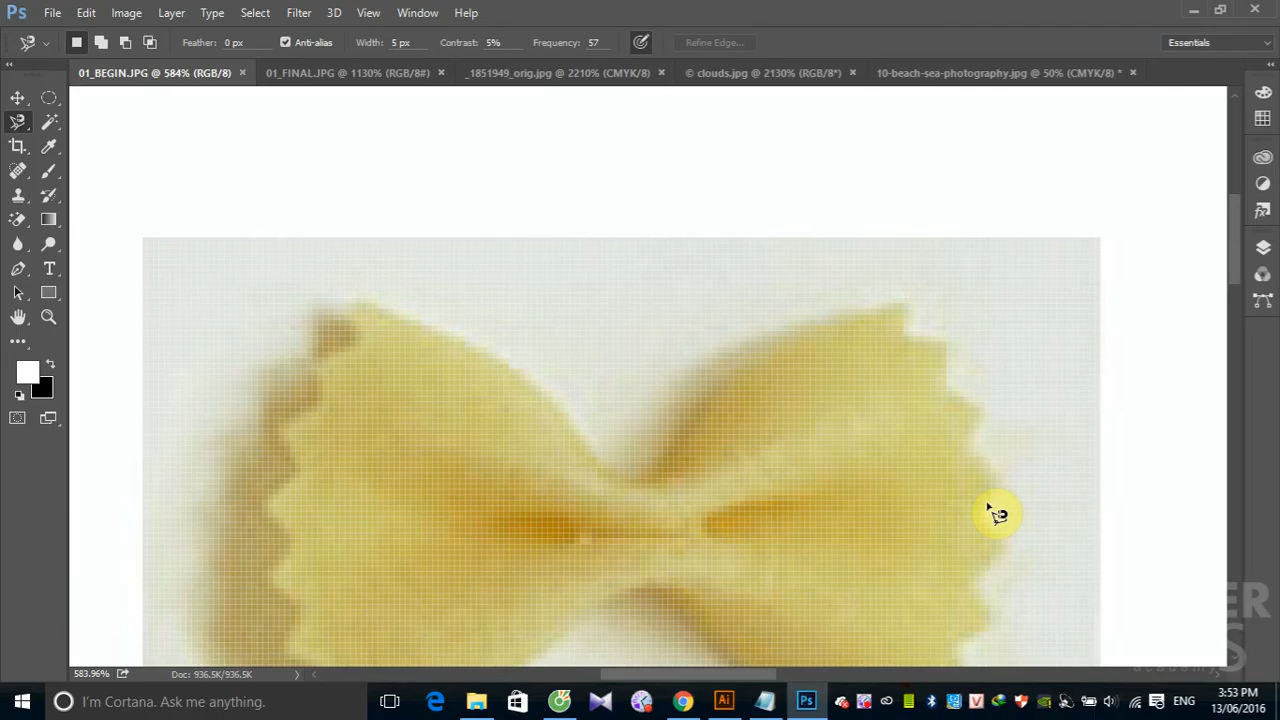 Ps File Edit Image Layer Type Select Filter 3D View Window Help
Feather: 0 px Anti-alias Width: 5 px Contrast: 5% Frequency: 57 Refine Edge... Essentials
01_BEGIN.JPG @ 584% (RGB/8) × 01_FINAL.JPG @ 1130% (RGB/8#) × _1851949_orig.jpg @ 2210% (CMYK/8) × © clouds.jpg @ 2130% (RGB/8*) × 10-beach-sea-photography.jpg @ 50% (CMYK/8) * ×
583.96% Doc: 936.5K/936.5K
I'm Cortana. Ask me anything.
Ai Ps ENG 3:53 PM
13/06/2016